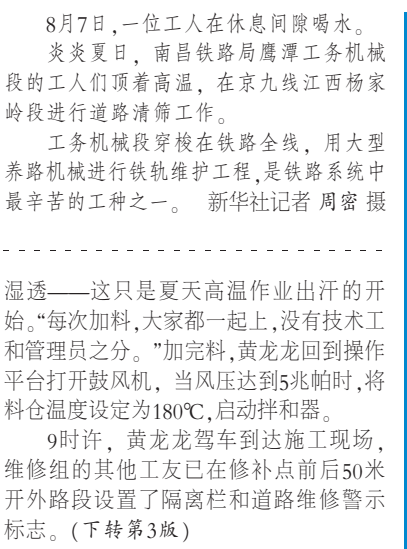 8月7日,一位工人在休息间隙喝水。
炎炎夏日，南昌铁路局鹰潭工务机械
段的工人们顶着高温，在京九线江西杨家
岭段进行道路清筛工作。
工务机械段穿梭在铁路全线，用大型
养路机械进行铁轨维护工程,是铁路系统中
最辛苦的工种之一。 新华社记者 周密 摄
湿透——这只是夏天高温作业出汗的开
始。“每次加料,大家都一起上,没有技术工
和管理员之分。”加完料,黄龙龙回到操作
平台打开鼓风机，当风压达到5兆帕时,将
料仓温度设定为180℃,启动拌和器。
9时许，黄龙龙驾车到达施工现场,
维修组的其他工友已在修补点前后50米
开外路段设置了隔离栏和道路维修警示
标志。(下转第3版)